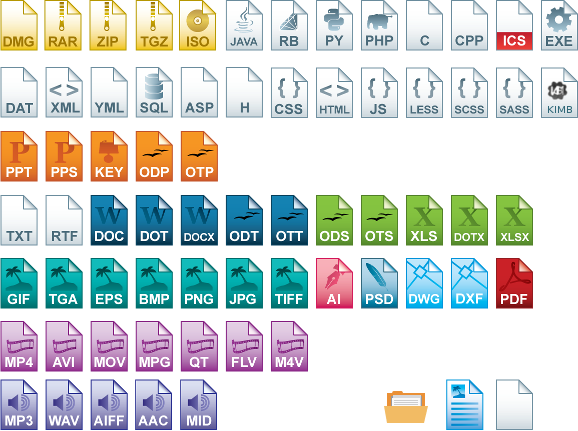 DMG RAR ZIP TGZ ISO JAVA RB PY PHP C CPP ICS EXE
DAT XML YML SQL ASP H CSS HTML JS LESS SCSS SASS KIMB
PPT PPS KEY ODP OTP
TXT RTF DOC DOT DOCX ODT OTT ODS OTS XLS DOTX XLSX
GIF TGA EPS BMP PNG JPG TIFF AI PSD DWG DXF PDF
MP4 AVI MOV MPG QT FLV M4V
MP3 WAV AIFF AAC MID